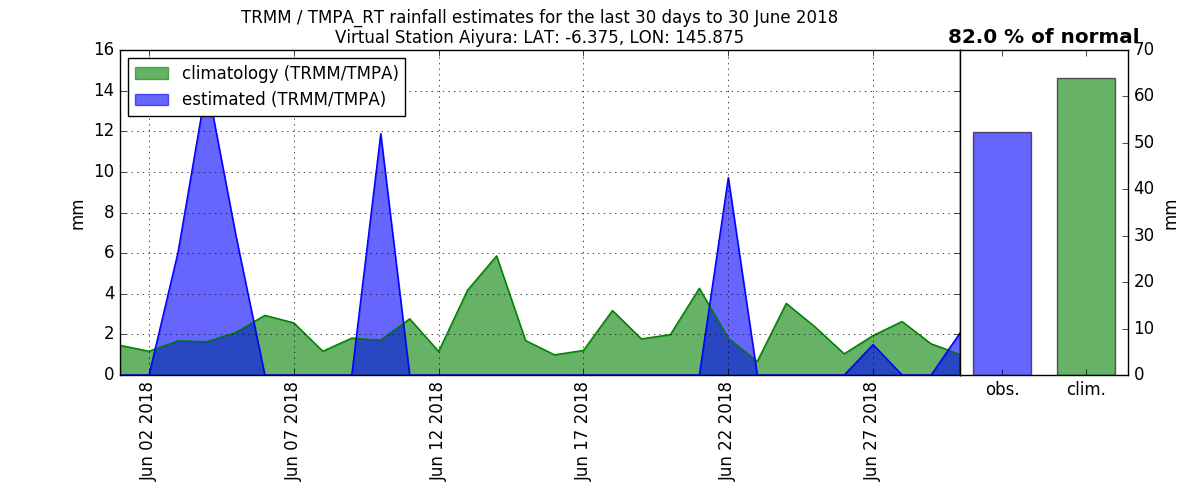 TRMM / TMPA_RT rainfall estimates for the last 30 days to 30 June 2018
Virtual Station Aiyura: LAT: -6.375, LON: 145.875
82.0 % of normal
climatology (TRMM/TMPA)
estimated (TRMM/TMPA)
16
14
12
10
8
6
4
2
0
mm
Jun 02 2018
Jun 07 2018
Jun 12 2018
Jun 17 2018
Jun 22 2018
Jun 27 2018
obs.
clim.
70
60
50
40
30
20
10
0
mm